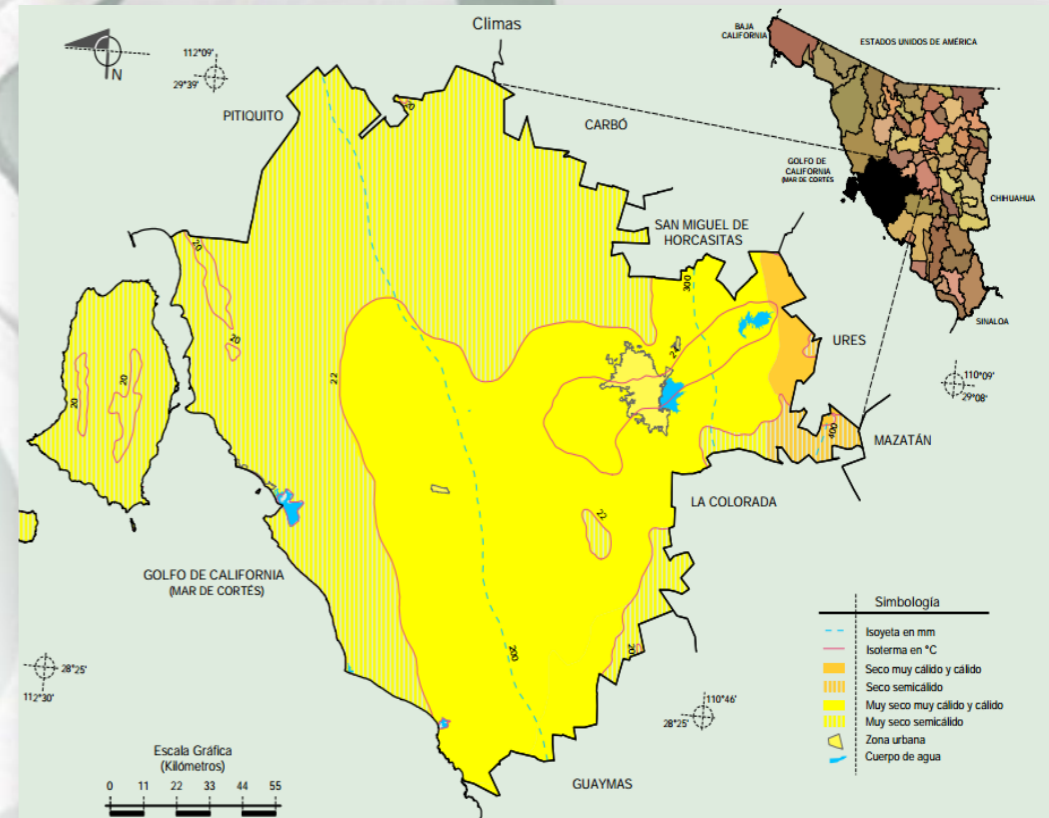 Climas
N
112°09'
29°39'
PITIQUITO
CARBÓ
SAN MIGUEL DE
HORCASITAS
URES
110°09'
29°08'
MAZATÁN
LA COLORADA
GOLFO DE CALIFORNIA
(MAR DE CORTÉS)
28°25'
112°30'
110°46'
28°25'
GUAYMAS
BAJA
CALIFORNIA
ESTADOS UNIDOS DE AMÉRICA
GOLFO DE
CALIFORNIA
(MAR DE CORTÉS
CHIHUAHUA
SINALOA
20
20
20
20
20
22
300
24
400
22
200
20
Escala Gráfica
(Kilómetros)
0 11 22 33 44 55
Simbología
Isoyeta en mm
Isoterma en °C
Seco muy cálido y cálido
Seco semicálido
Muy seco muy cálido y cálido
Muy seco semicálido
Zona urbana
Cuerpo de agua